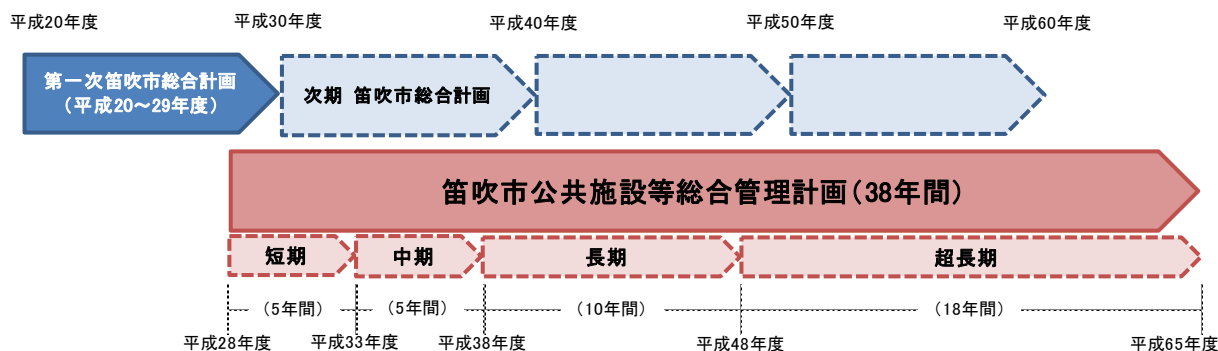 平成20年度
平成30年度
平成40年度
平成50年度
平成60年度
第一次笛吹市総合計画
（平成20～29年度）
次期 笛吹市総合計画
笛吹市公共施設等総合管理計画（38年間）
短期
中期
長期
超長期
（5年間）
（5年間）
（10年間）
（18年間）
平成28年度
平成33年度
平成38年度
平成48年度
平成65年度